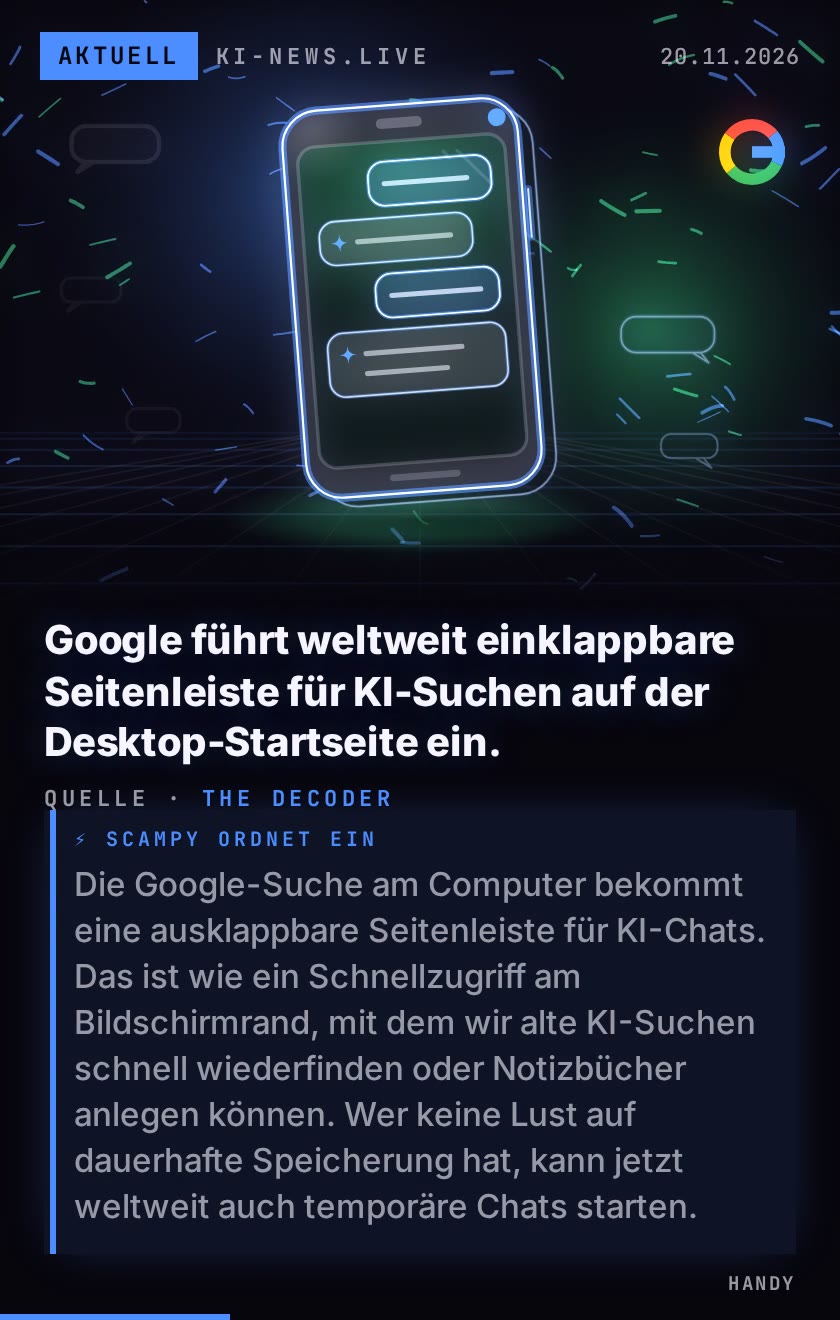 AKTUELL KI-NEWS.LIVE 20.11.2026
Google führt weltweit einklappbare
Seitenleiste für KI-Suchen auf der
Desktop-Startseite ein.
QUELLE · THE DECODER
⚡ SCAMPY ORDNET EIN
Die Google-Suche am Computer bekommt
eine ausklappbare Seitenleiste für KI-Chats.
Das ist wie ein Schnellzugriff am
Bildschirmrand, mit dem wir alte KI-Suchen
schnell wiederfinden oder Notizbücher
anlegen können. Wer keine Lust auf
dauerhafte Speicherung hat, kann jetzt
weltweit auch temporäre Chats starten.
HANDY